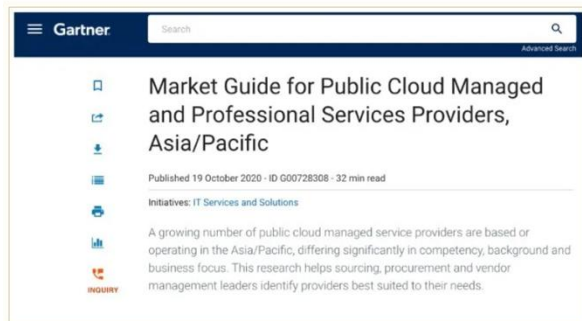 Gartner
Search
Advanced Search
Market Guide for Public Cloud Managed
and Professional Services Providers,
Asia/Pacific
Published 19 October 2020 - ID G00728308 - 32 min read
Initiatives: IT Services and Solutions
A growing number of public cloud managed service providers are based or
operating in the Asia/Pacific, differing significantly in competency, background and
business focus. This research helps sourcing, procurement and vendor
management leaders identify providers best suited to their needs.
INQUIRY